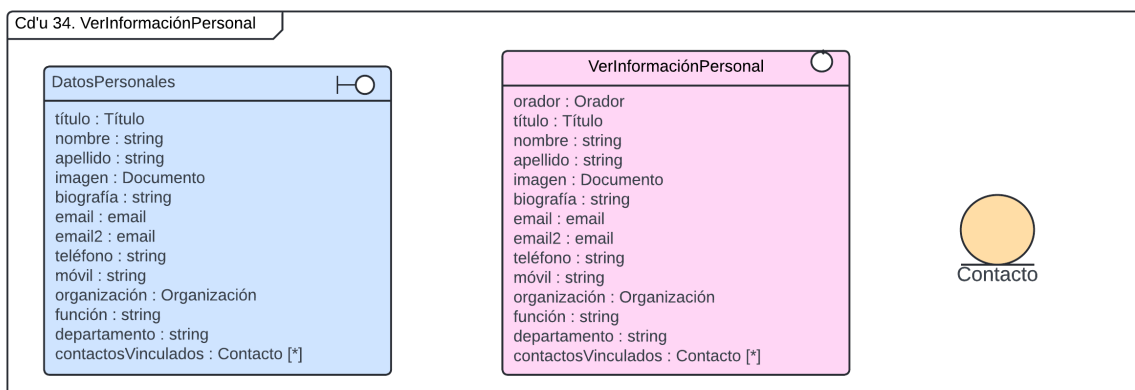 Cd'u 34. VerInformaciónPersonal
DatosPersonales
título : Título
nombre : string
apellido : string
imagen : Documento
biografía : string
email : email
email2 : email
teléfono : string
móvil : string
organización : Organización
función : string
departamento : string
contactosVinculados : Contacto [*]
VerInformaciónPersonal
orador : Orador
título : Título
nombre : string
apellido : string
imagen : Documento
biografía : string
email : email
email2 : email
teléfono : string
móvil : string
organización : Organización
función : string
departamento : string
contactosVinculados : Contacto [*]
Contacto